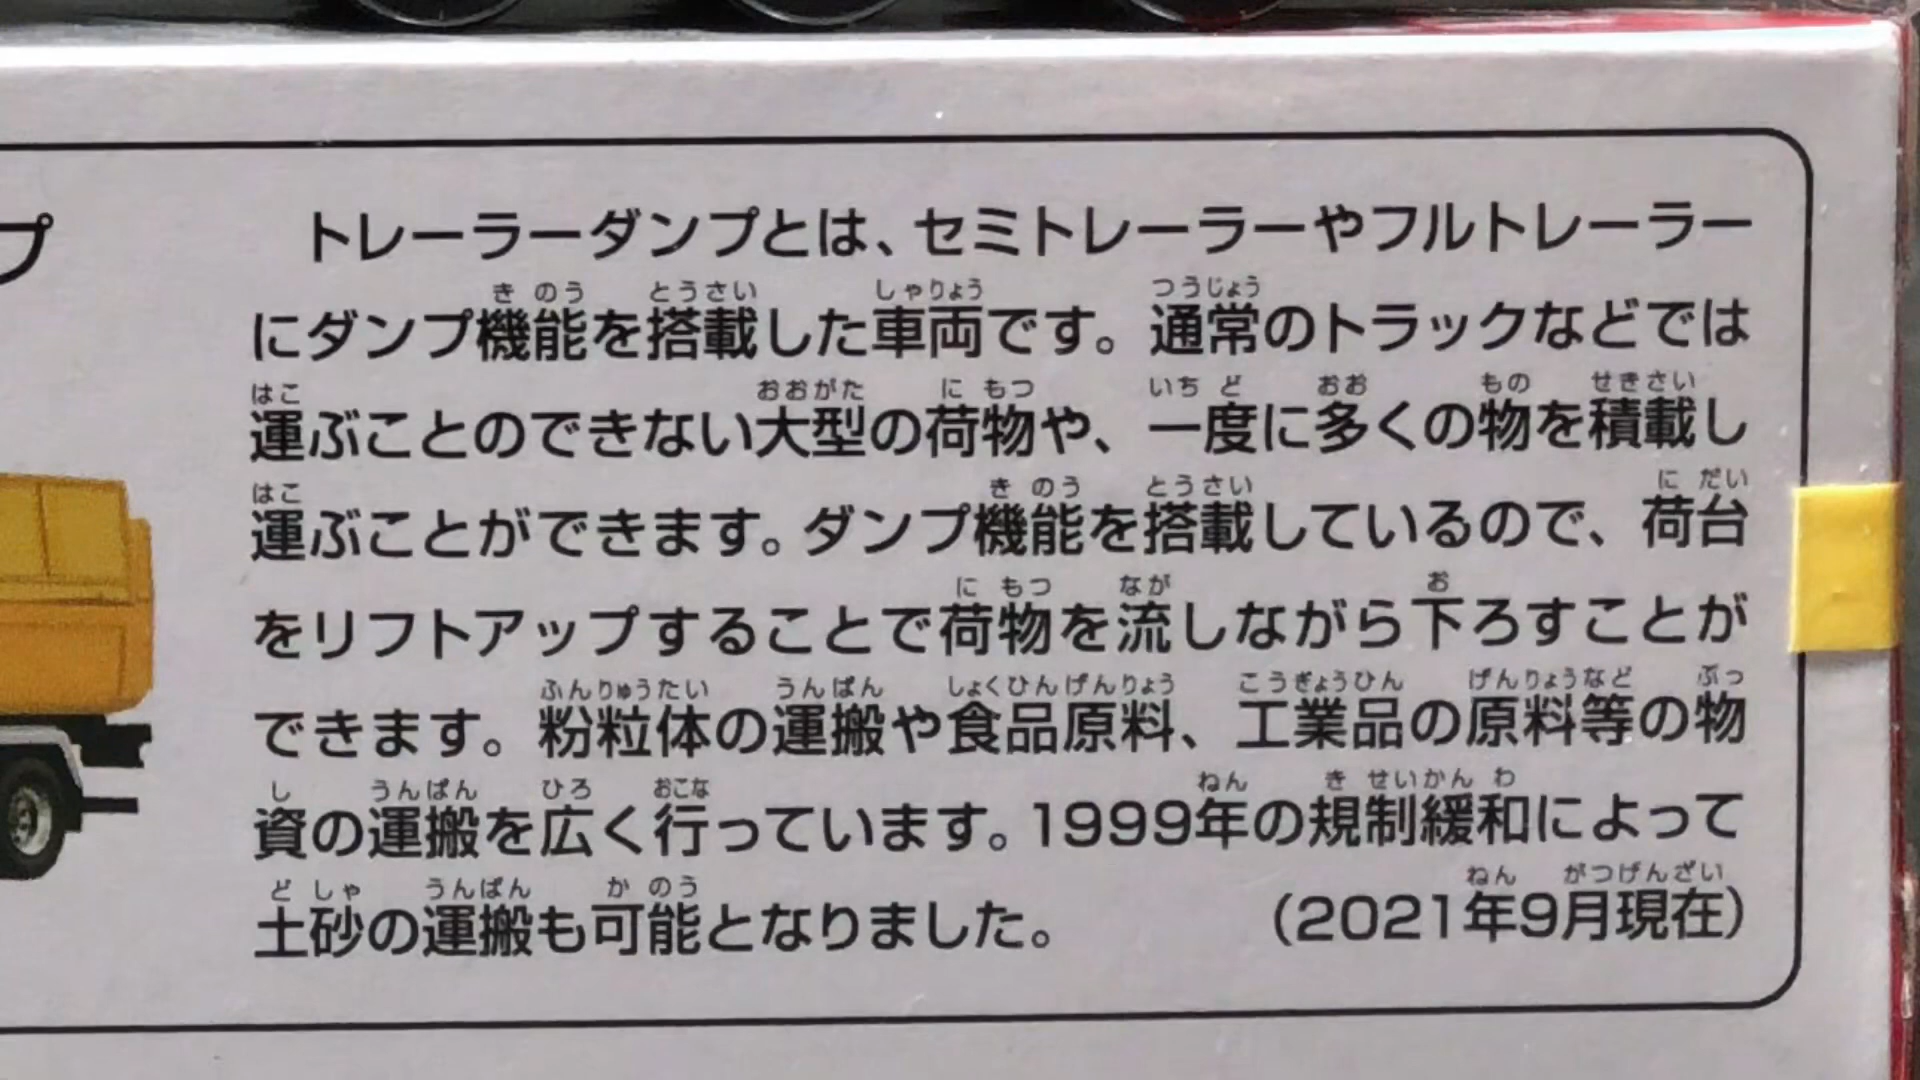 プ
トレーラーダンプとは、セミトレーラーやフルトレーラー
にダンプ機能を搭載した車両です。通常のトラックなどでは
運ぶことのできない大型の荷物や、一度に多くの物を積載し
運ぶことができます。ダンプ機能を搭載しているので、荷台
をリフトアップすることで荷物を流しながら下ろすことが
できます。粉粒体の運搬や食品原料、工業品の原料等の物
資の運搬を広く行っています。1999年の規制緩和によって
土砂の運搬も可能となりました。 （2021年9月現在）